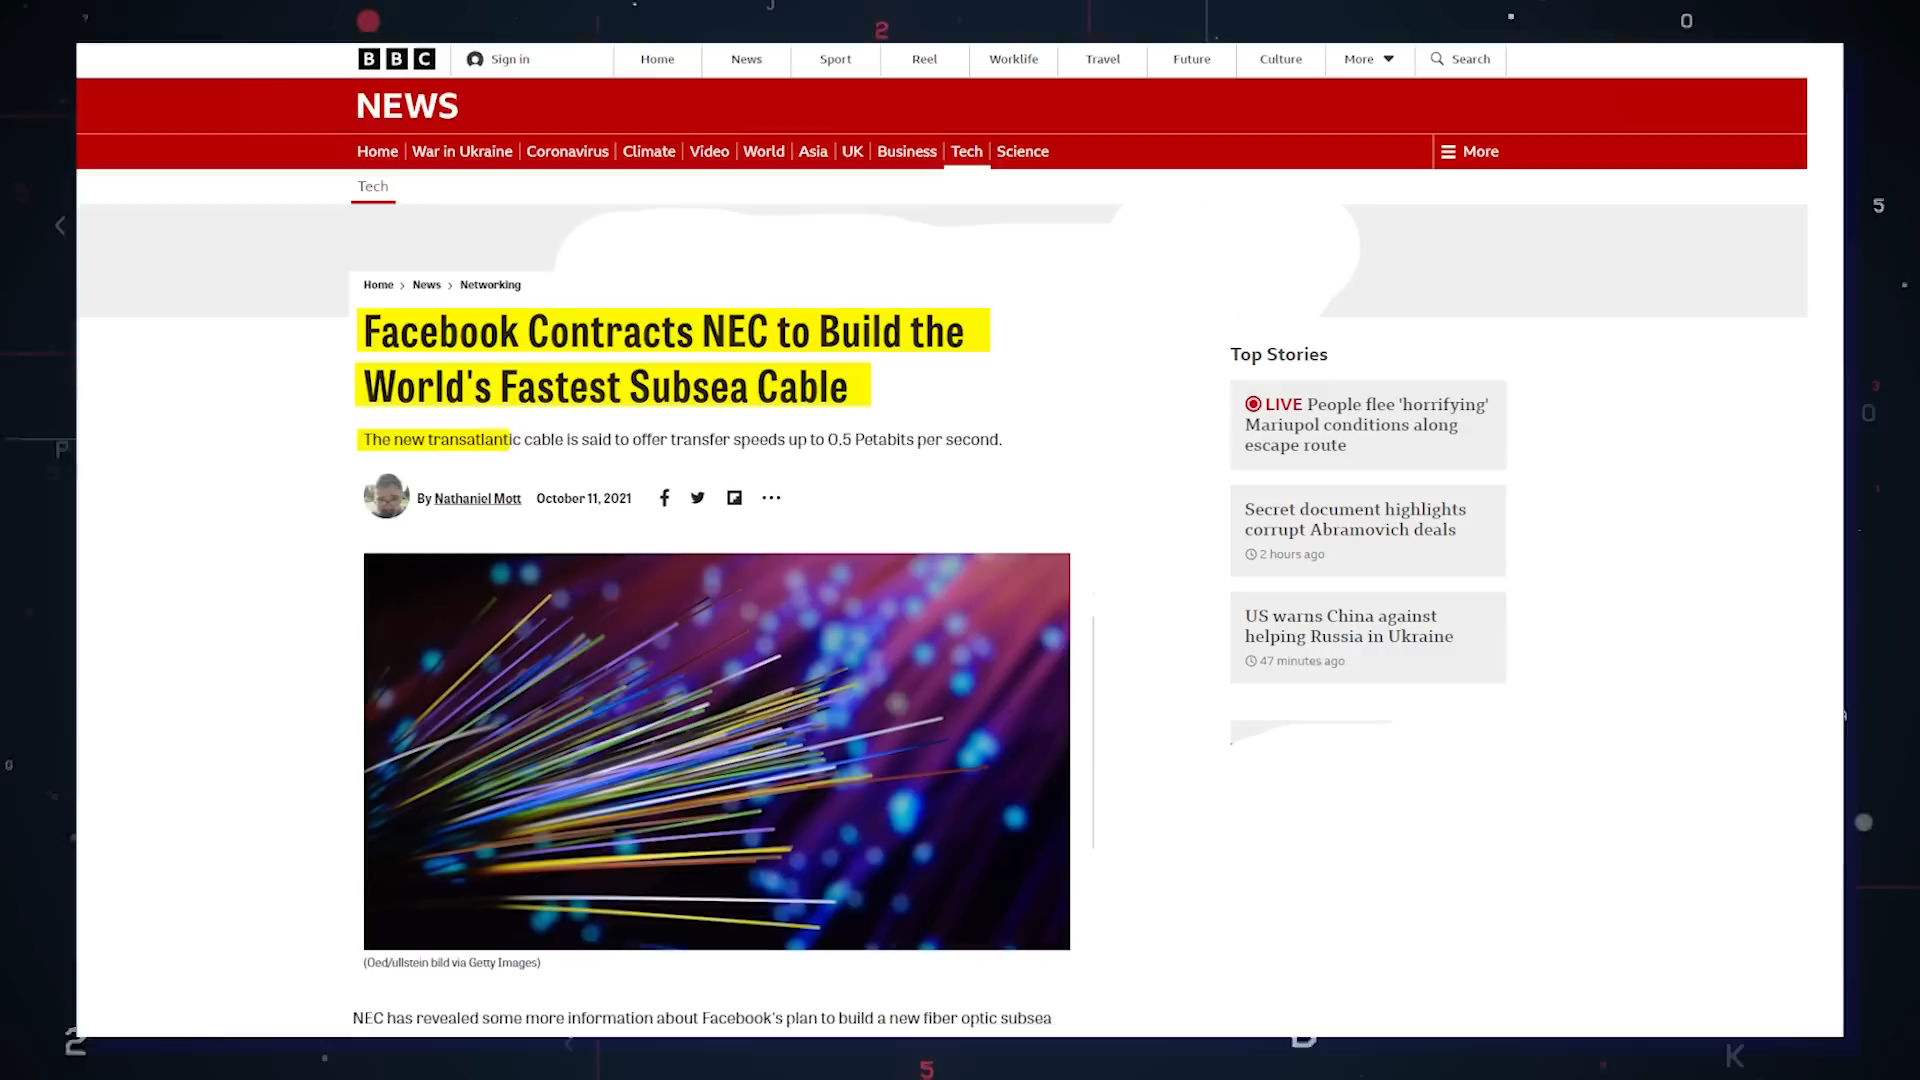 BBC
Sign in
Home
News
Sport
Reel
Worklife
Travel
Future
Culture
More
Search
NEWS
Home
War in Ukraine
Coronavirus
Climate
Video
World
Asia
UK
Business
Tech
Science
More
Tech
Home > News > Networking
Facebook Contracts NEC to Build the
World's Fastest Subsea Cable
The new transatlantic cable is said to offer transfer speeds up to 0.5 Petabits per second.
By Nathaniel Mott October 11, 2021
(Oed/ullstein bild via Getty Images)
NEC has revealed some more information about Facebook's plan to build a new fiber optic subsea
Top Stories
LIVE People flee 'horrifying'
Mariupol conditions along
escape route
Secret document highlights
corrupt Abramovich deals
2 hours ago
US warns China against
helping Russia in Ukraine
47 minutes ago